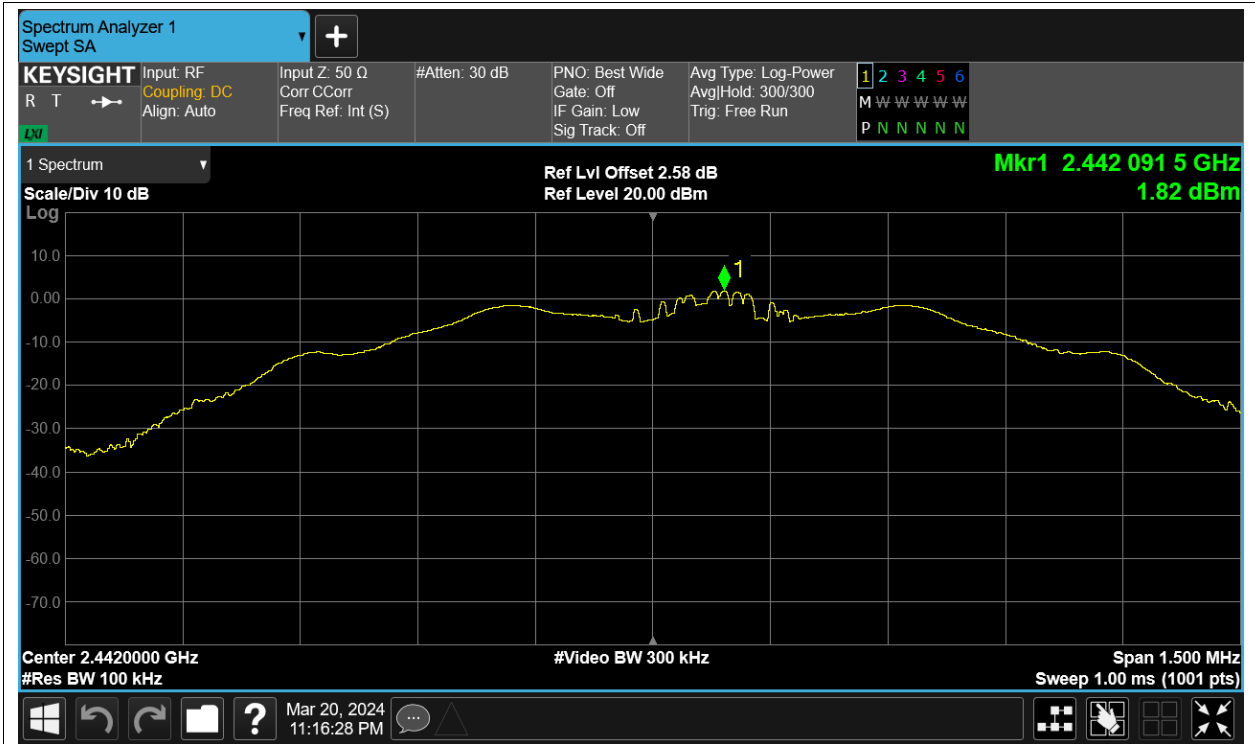 Spectrum Analyzer 1
Swept SA
KEYSIGHT
R T
LXI
Input: RF
Coupling: DC
Align: Auto
Input Z: 50 Ω
Corr CCorr
Freq Ref: Int (S)
#Atten: 30 dB
PNO: Best Wide
Gate: Off
IF Gain: Low
Sig Track: Off
Avg Type: Log-Power
Avg|Hold: 300/300
Trig: Free Run
1 2 3 4 5 6
M W W W W W
P N N N N N
1 Spectrum
Scale/Div 10 dB
Log
Ref Lvl Offset 2.58 dB
Ref Level 20.00 dBm
Mkr1 2.442 091 5 GHz
1.82 dBm
10.0
0.00
-10.0
-20.0
-30.0
-40.0
-50.0
-60.0
-70.0
1
Center 2.4420000 GHz
#Res BW 100 kHz
#Video BW 300 kHz
Span 1.500 MHz
Sweep 1.00 ms (1001 pts)
?
Mar 20, 2024
11:16:28 PM